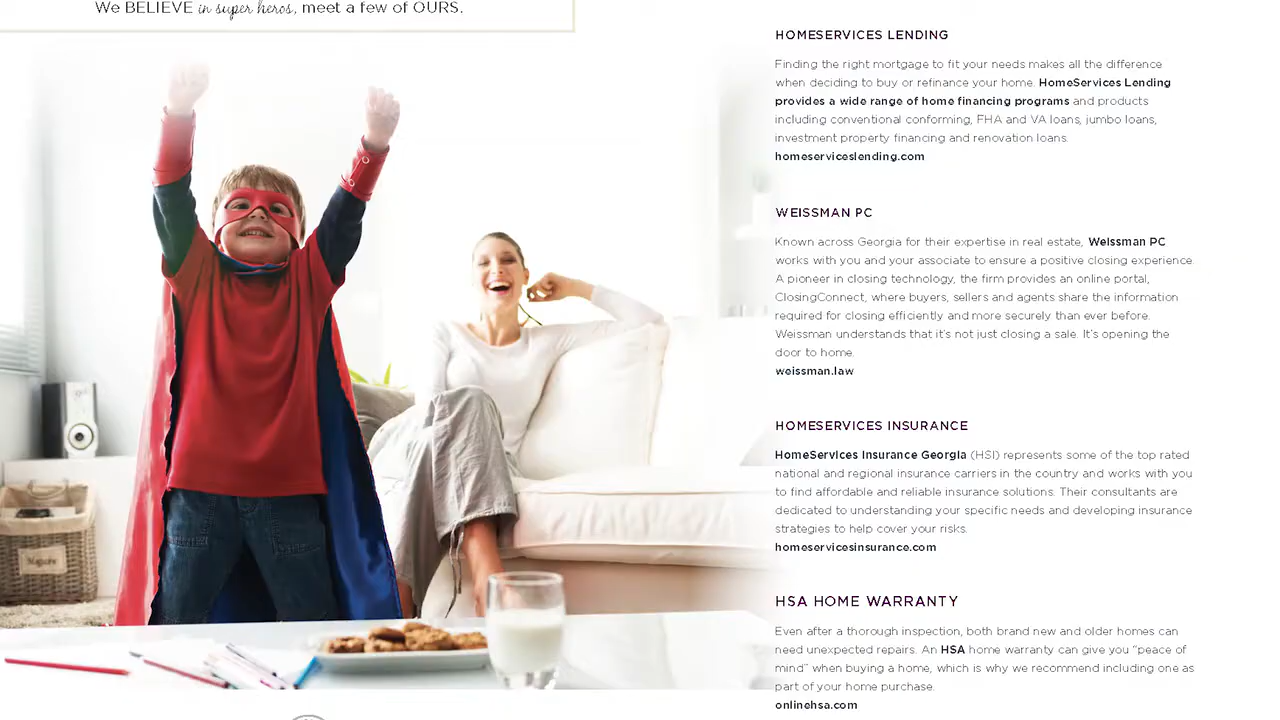 We BELIEVE in super heros, meet a few of OURS.
HOMESERVICES LENDING
Finding the right mortgage to fit your needs makes all the difference
when deciding to buy or refinance your home. HomeServices Lending
provides a wide range of home financing programs and products
including conventional conforming, FHA and VA loans, jumbo loans,
investment property financing and renovation loans.
homeserviceslending.com
WEISSMAN PC
Known across Georgia for their expertise in real estate, Weissman PC
works with you and your associate to ensure a positive closing experience.
A pioneer in closing technology, the firm provides an online portal,
ClosingConnect, where buyers, sellers and agents share the information
required for closing efficiently and more securely than ever before.
Weissman understands that it's not just closing a sale. It's opening the
door to home.
weissman.law
HOMESERVICES INSURANCE
HomeServices Insurance Georgia (HSI) represents some of the top rated
national and regional insurance carriers in the country and works with you
to find affordable and reliable insurance solutions. Their consultants are
dedicated to understanding your specific needs and developing insurance
strategies to help cover your risks.
homeservicesinsurance.com
HSA HOME WARRANTY
Even after a thorough inspection, both brand new and older homes can
need unexpected repairs. An HSA home warranty can give you "peace of
mind" when buying a home, which is why we recommend including one as
part of your home purchase.
onlinehsa.com